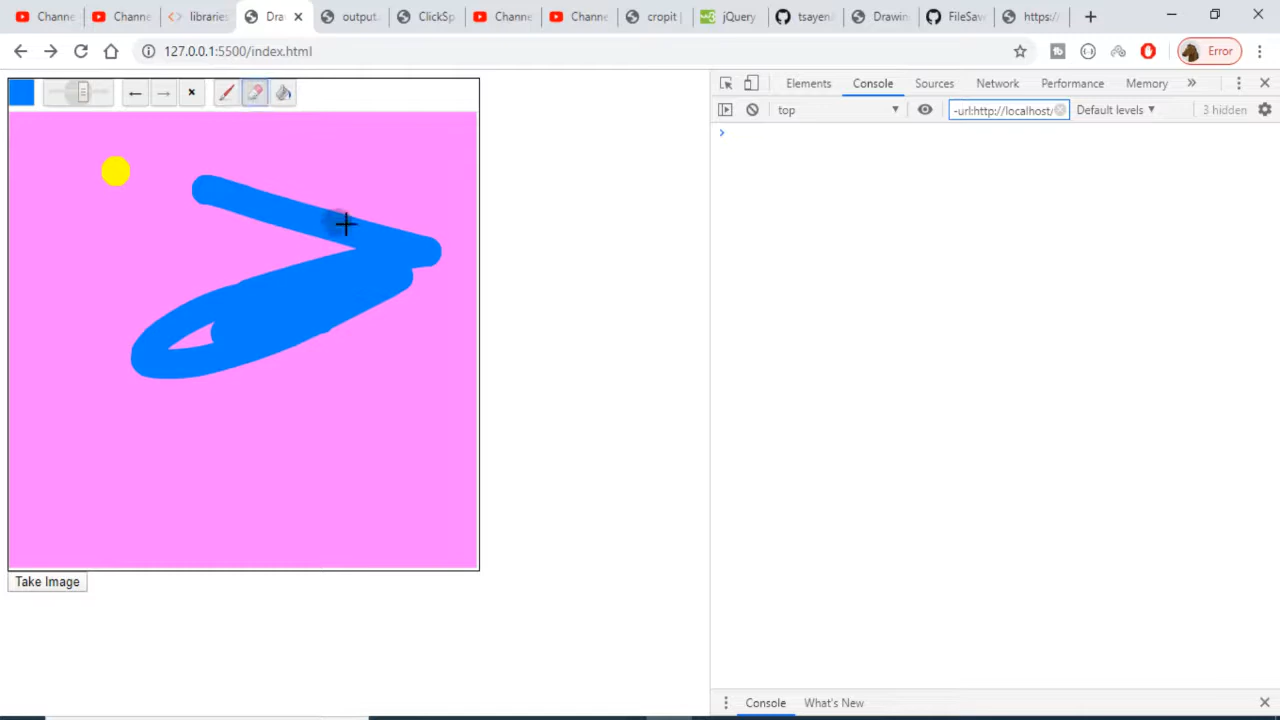 Channe Channe libraries Dra output. ClickSp Channe Channe cropit jQuery tsayen/ Drawin FileSav https:/
127.0.0.1:5500/index.html Error
Elements Console Sources Network Performance Memory »
top -url:http://localhost/ Default levels 3 hidden
Take Image
Console What's New